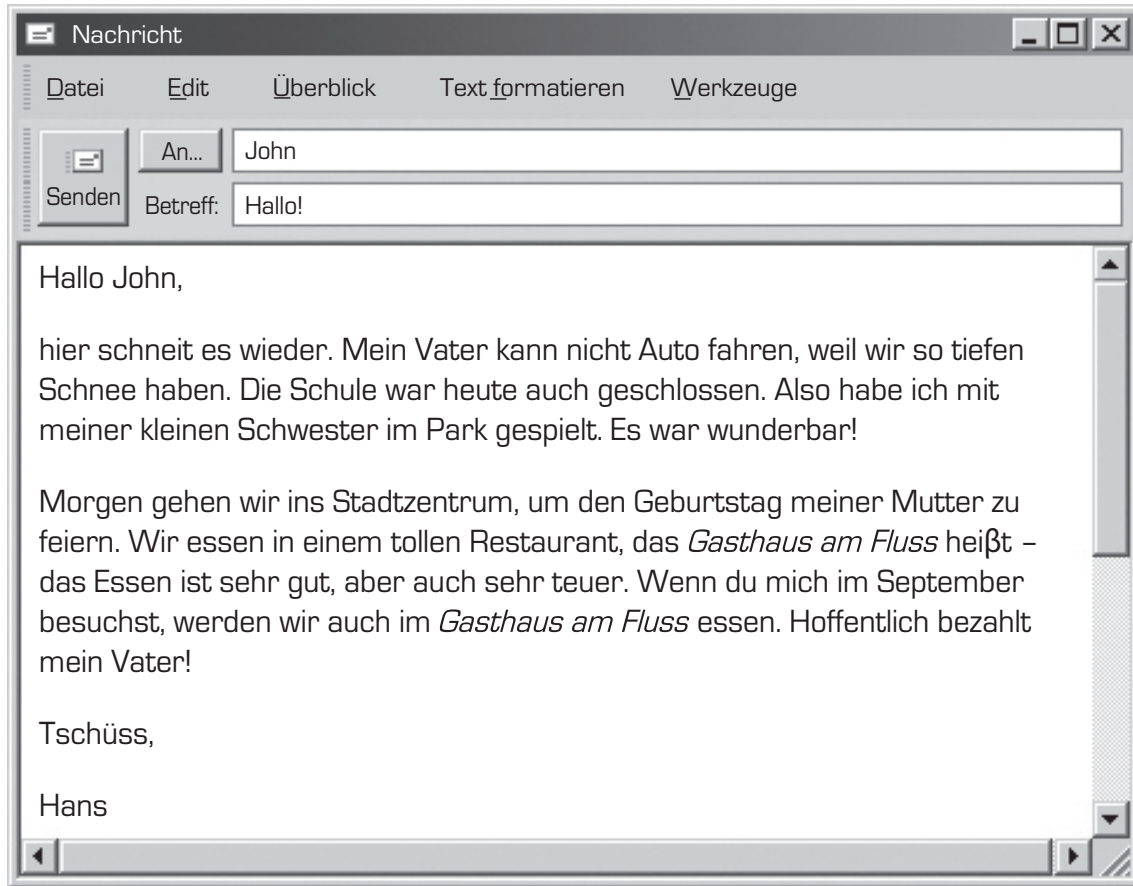 Nachricht
Datei Edit Überblick Text formatieren Werkzeuge
An... John
Senden
Betreff: Hallo!
Hallo John,
hier schneit es wieder. Mein Vater kann nicht Auto fahren, weil wir so tiefen
Schnee haben. Die Schule war heute auch geschlossen. Also habe ich mit
meiner kleinen Schwester im Park gespielt. Es war wunderbar!
Morgen gehen wir ins Stadtzentrum, um den Geburtstag meiner Mutter zu
feiern. Wir essen in einem tollen Restaurant, das Gasthaus am Fluss heiβt –
das Essen ist sehr gut, aber auch sehr teuer. Wenn du mich im September
besuchst, werden wir auch im Gasthaus am Fluss essen. Hoffentlich bezahlt
mein Vater!
Tschüss,
Hans